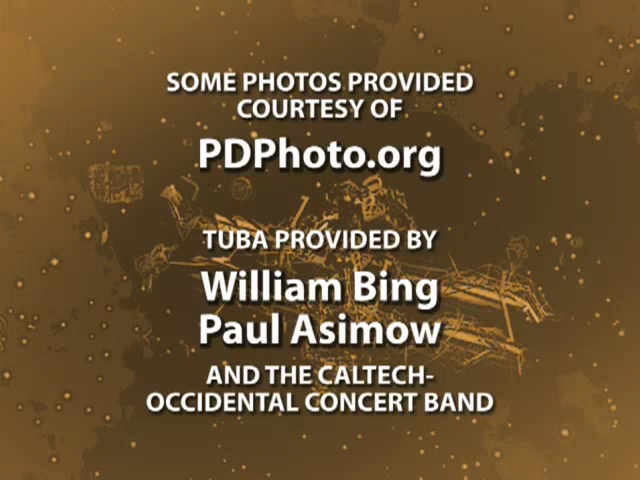 SOME PHOTOS PROVIDED
COURTESY OF
PDPhoto.org
TUBA PROVIDED BY
William Bing
Paul Asimow
AND THE CALTECH-
OCCIDENTAL CONCERT BAND